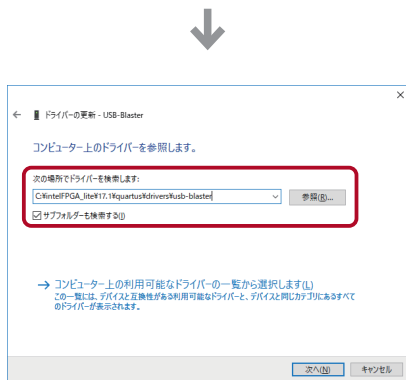 ドライバーの更新 - USB-Blaster
コンピューター上のドライバーを参照します。
次の場所でドライバーを検索します:
C:¥intelFPGA_lite¥17.1¥quartus¥drivers¥usb-blaster
参照(R)...
サブフォルダーも検索する(I)
コンピューター上の利用可能なドライバーの一覧から選択します(L)
この一覧には、デバイスと互換性がある利用可能なドライバーと、デバイスと同じカテゴリにあるすべて
のドライバーが表示されます。
次へ(N) キャンセル